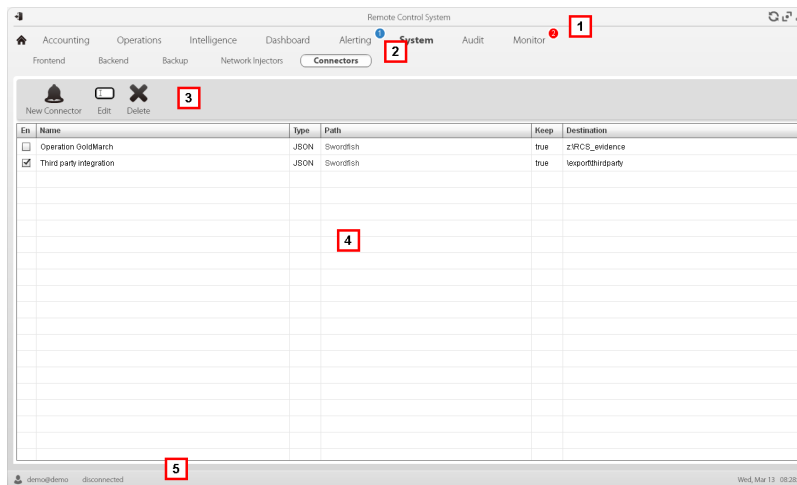 Remote Control System
1
Accounting Operations Intelligence Dashboard Alerting 1 System Audit Monitor 2
2
Frontend Backend Backup Network Injectors Connectors
3
New Connector Edit Delete
En Name Type Path Keep Destination
Operation GoldMarch JSON Swordfish true z:\RCS_evidence
Third party integration JSON Swordfish true \export\thirdparty
4
5
demo@demo disconnected Wed, Mar 13 08:28